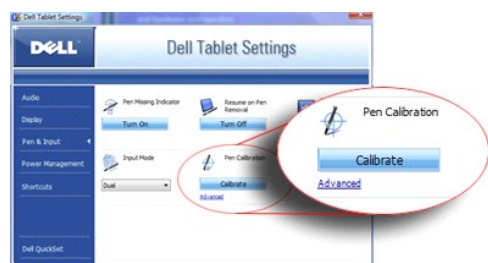 Dell Tablet Settings
DELL
Dell Tablet Settings
Audio
Display
Pen & Input
Power Management
Shortcuts
Dell QuickSet
Pen Missing Indicator
Turn On
Resume on Pen
Removal
Turn Off
Input Mode
Dual
Pen Calibration
Calibrate
Advanced
Pen Calibration
Calibrate
Advanced